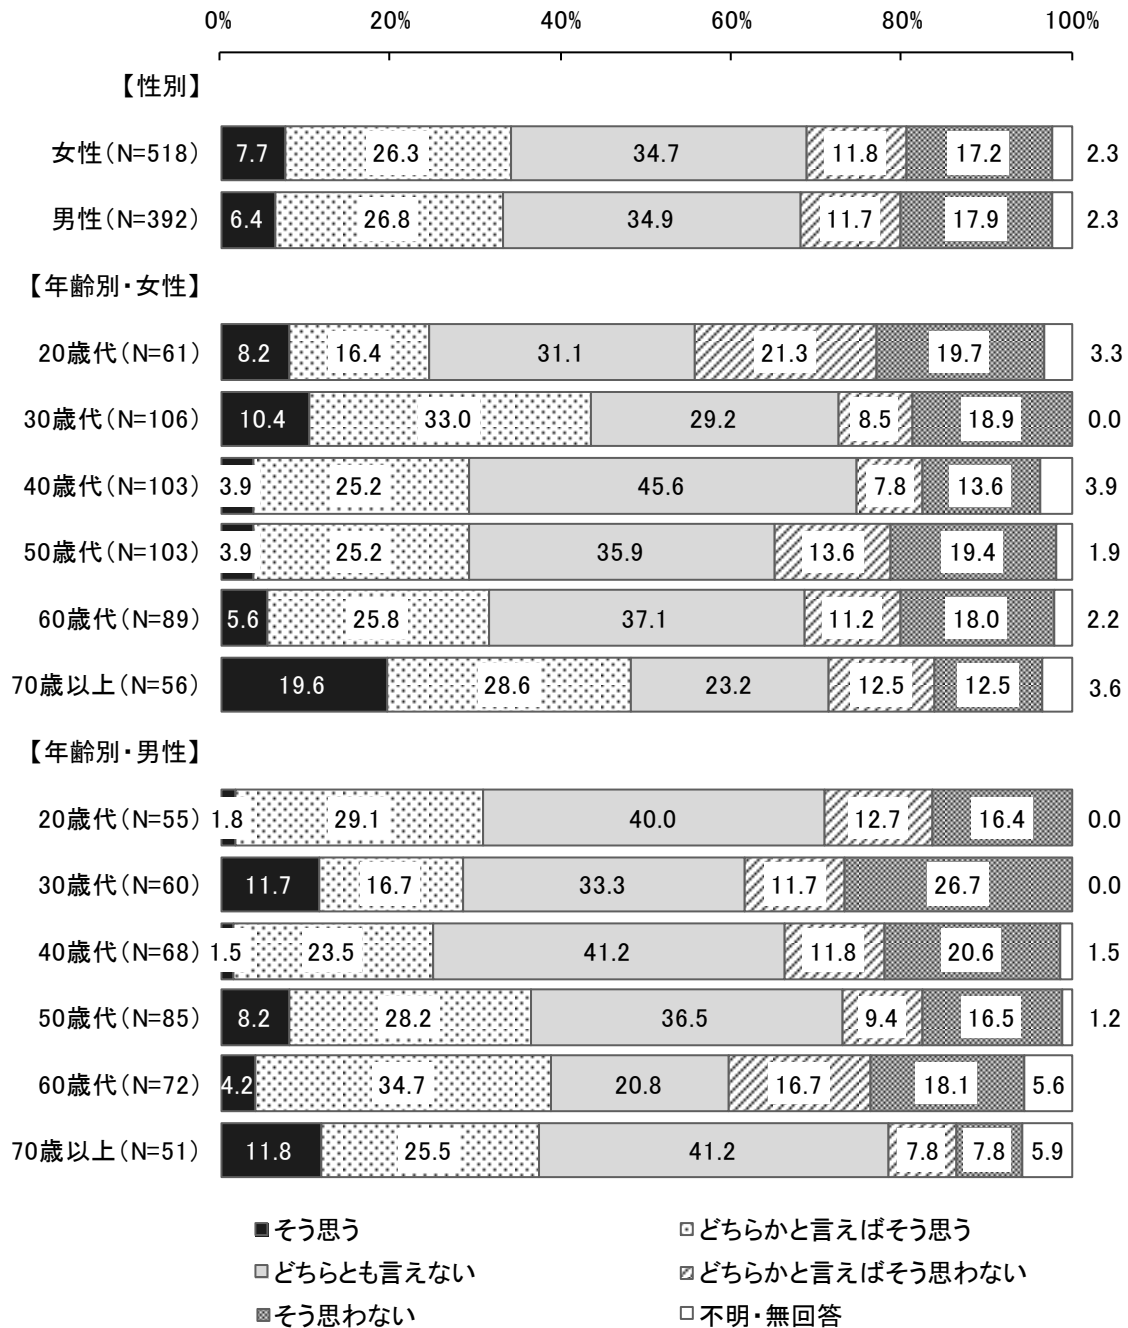 0% 20% 40% 60% 80% 100%
【性別】
女性(N=518) 7.7 26.3 34.7 11.8 17.2 2.3
男性(N=392) 6.4 26.8 34.9 11.7 17.9 2.3
【年齢別・女性】
20歳代(N=61) 8.2 16.4 31.1 21.3 19.7 3.3
30歳代(N=106) 10.4 33.0 29.2 8.5 18.9 0.0
40歳代(N=103) 3.9 25.2 45.6 7.8 13.6 3.9
50歳代(N=103) 3.9 25.2 35.9 13.6 19.4 1.9
60歳代(N=89) 5.6 25.8 37.1 11.2 18.0 2.2
70歳以上(N=56) 19.6 28.6 23.2 12.5 12.5 3.6
【年齢別・男性】
20歳代(N=55) 1.8 29.1 40.0 12.7 16.4 0.0
30歳代(N=60) 11.7 16.7 33.3 11.7 26.7 0.0
40歳代(N=68) 1.5 23.5 41.2 11.8 20.6 1.5
50歳代(N=85) 8.2 28.2 36.5 9.4 16.5 1.2
60歳代(N=72) 4.2 34.7 20.8 16.7 18.1 5.6
70歳以上(N=51) 11.8 25.5 41.2 7.8 7.8 5.9
そう思う どちらかと言えばそう思う
どちらとも言えない どちらかと言えばそう思わない
そう思わない 不明・無回答